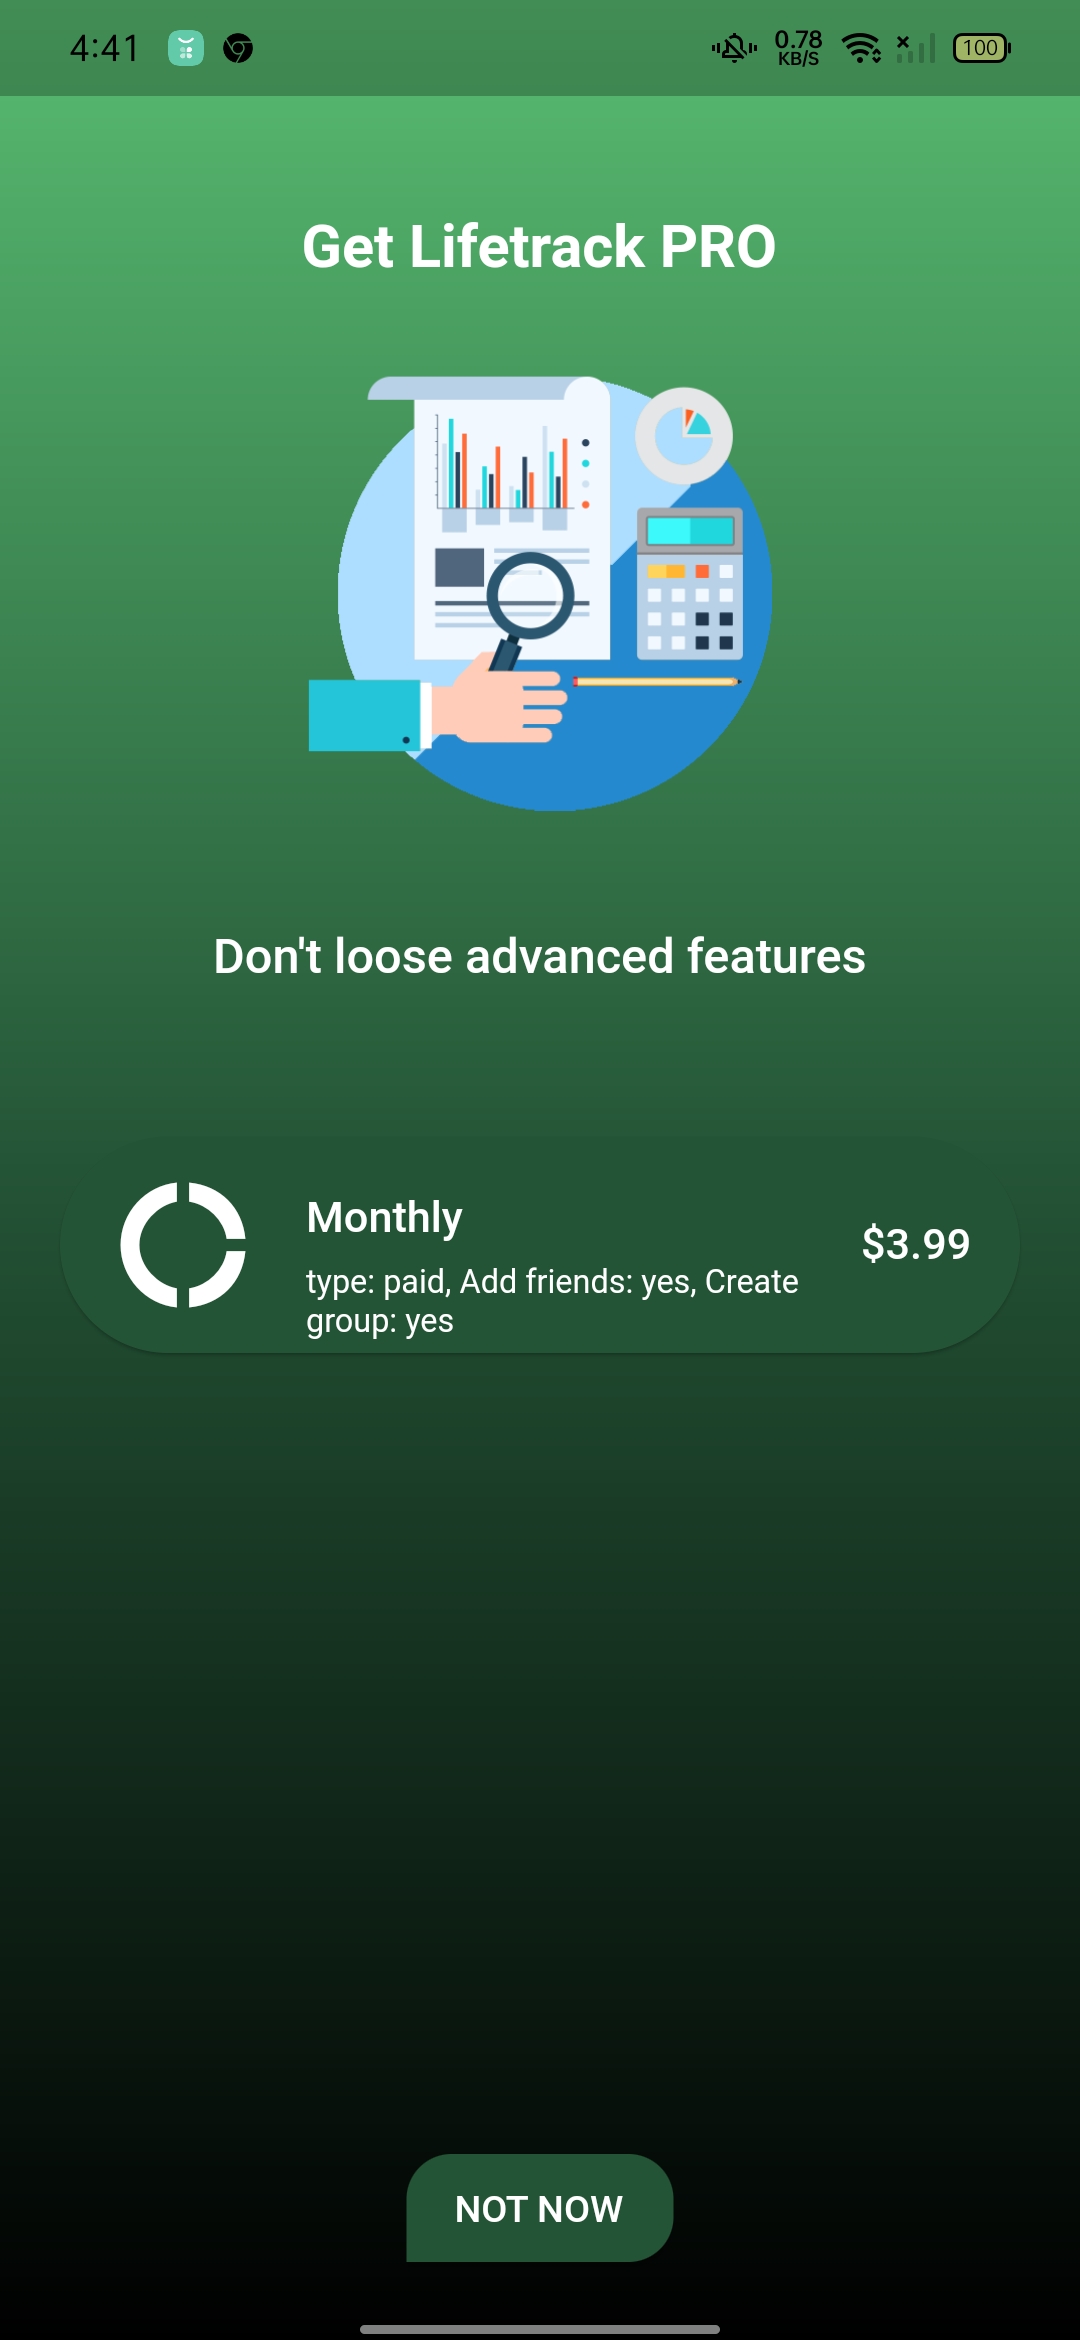 4:41
0.78
KB/S
100
Get Lifetrack PRO
Don't loose advanced features
Monthly
$3.99
type: paid, Add friends: yes, Create
group: yes
NOT NOW